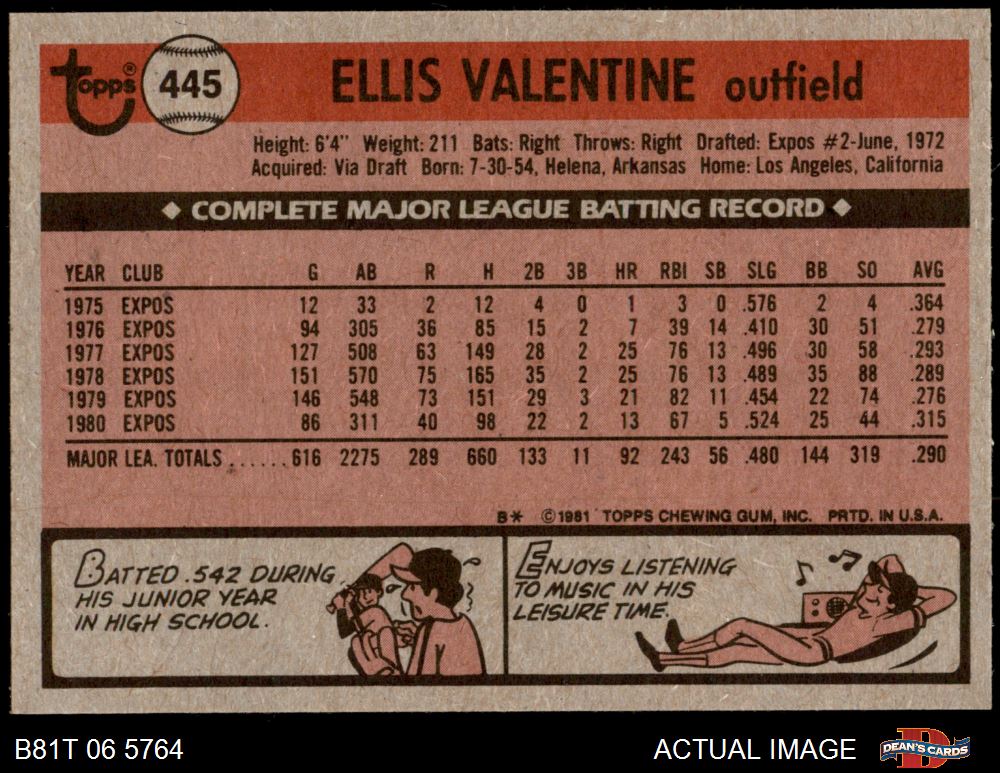 topps® 445 ELLIS VALENTINE outfield
Height: 6'4" Weight: 211 Bats: Right Throws: Right Drafted: Expos #2-June, 1972
Acquired: Via Draft Born: 7-30-54, Helena, Arkansas Home: Los Angeles, California
◆ COMPLETE MAJOR LEAGUE BATTING RECORD ◆
YEAR CLUB G AB R H 2B 3B HR RBI SB SLG BB SO AVG
1975 EXPOS 12 33 2 12 4 0 1 3 0 .576 2 4 .364
1976 EXPOS 94 305 36 85 15 2 7 39 14 .410 30 51 .279
1977 EXPOS 127 508 63 149 28 2 25 76 13 .496 30 58 .293
1978 EXPOS 151 570 75 165 35 2 25 76 13 .489 35 88 .289
1979 EXPOS 146 548 73 151 29 3 21 82 11 .454 22 74 .276
1980 EXPOS 86 311 40 98 22 2 13 67 5 .524 25 44 .315
MAJOR LEA. TOTALS ...... 616 2275 289 660 133 11 92 243 56 .480 144 319 .290
B* © 1981 TOPPS CHEWING GUM, INC. PRTD. IN U.S.A.
BATTED .542 DURING
HIS JUNIOR YEAR
IN HIGH SCHOOL.
ENJOYS LISTENING
TO MUSIC IN HIS
LEISURE TIME.
B81T 06 5764 ACTUAL IMAGE DEAN'S CARDS